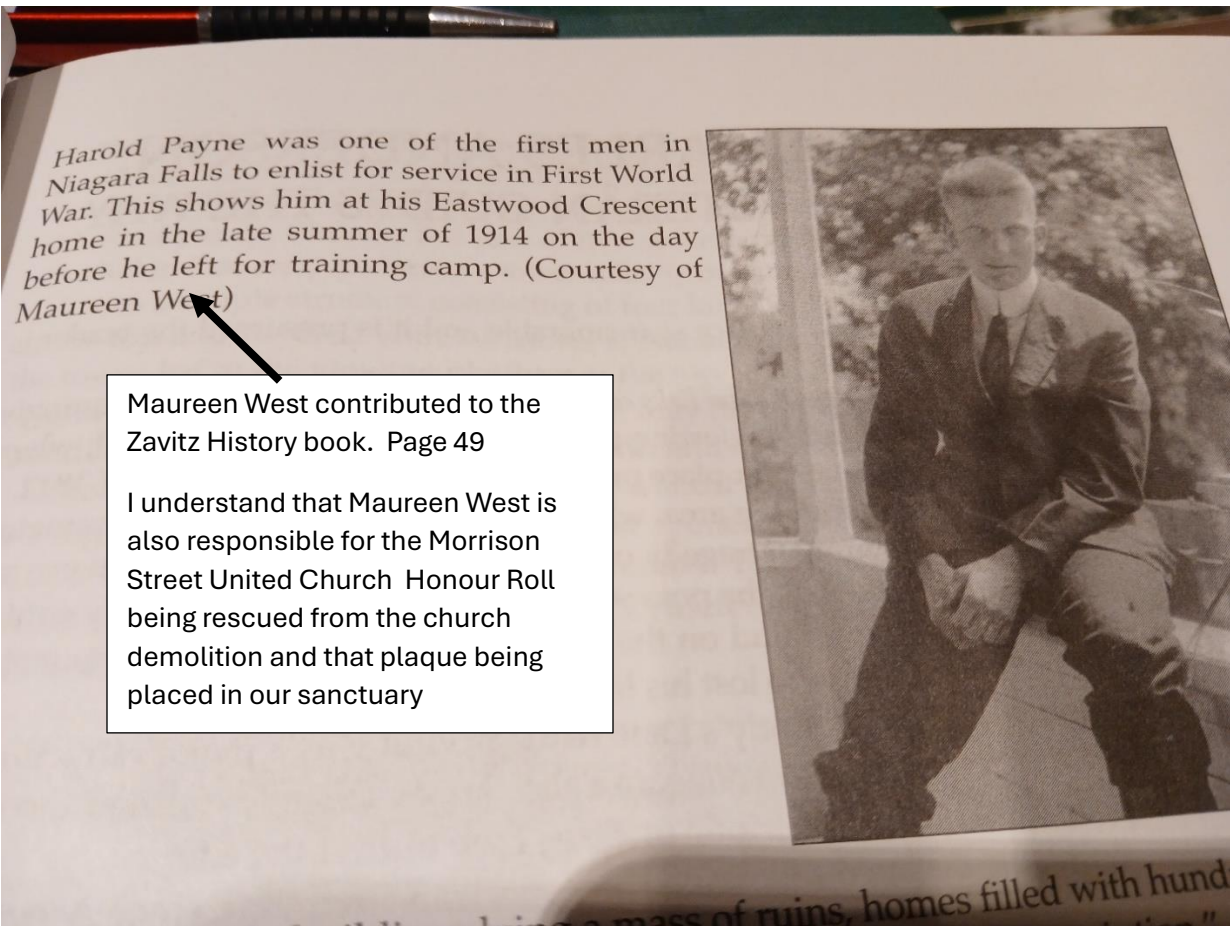 Harold Payne was one of the first men in
Niagara Falls to enlist for service in First World
War. This shows him at his Eastwood Crescent
home in the late summer of 1914 on the day
before he left for training camp. (Courtesy of
Maureen West)
Maureen West contributed to the
Zavitz History book. Page 49
I understand that Maureen West is
also responsible for the Morrison
Street United Church Honour Roll
being rescued from the church
demolition and that plaque being
placed in our sanctuary
a mass of ruins, homes filled with